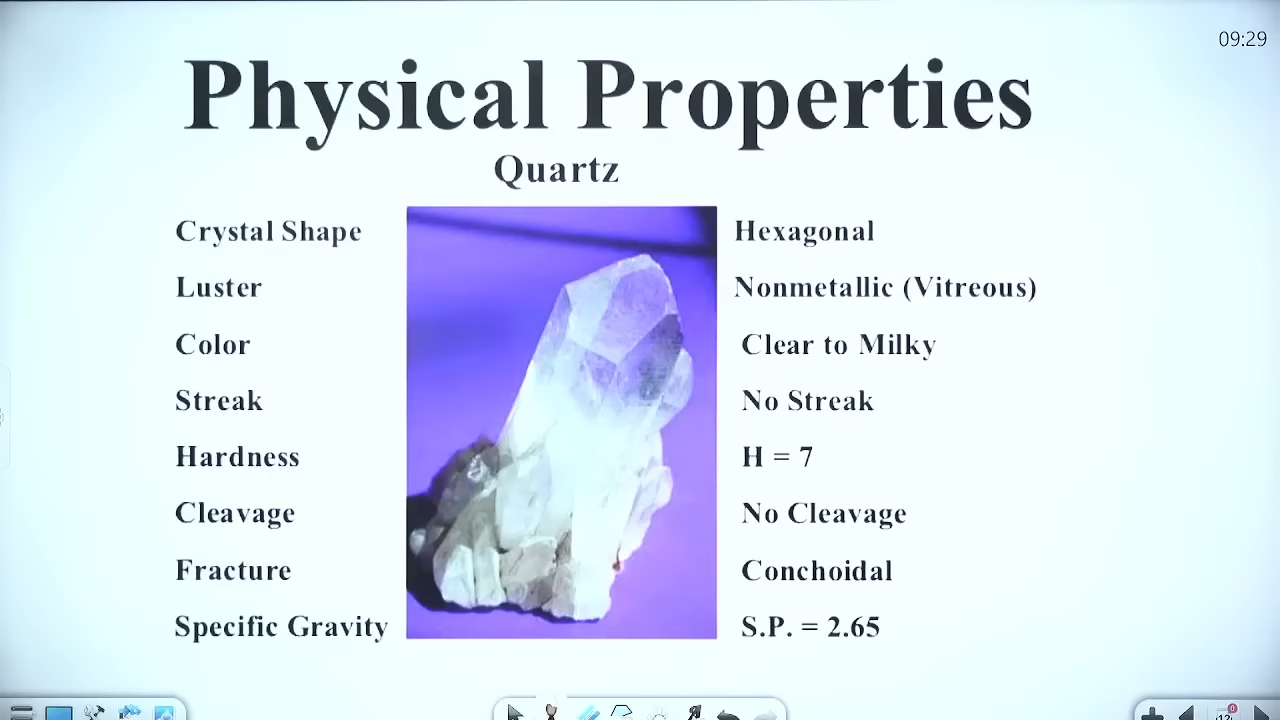 09:29
Physical Properties
Quartz
Crystal Shape Hexagonal
Luster Nonmetallic (Vitreous)
Color Clear to Milky
Streak No Streak
Hardness H = 7
Cleavage No Cleavage
Fracture Conchoidal
Specific Gravity S.P. = 2.65